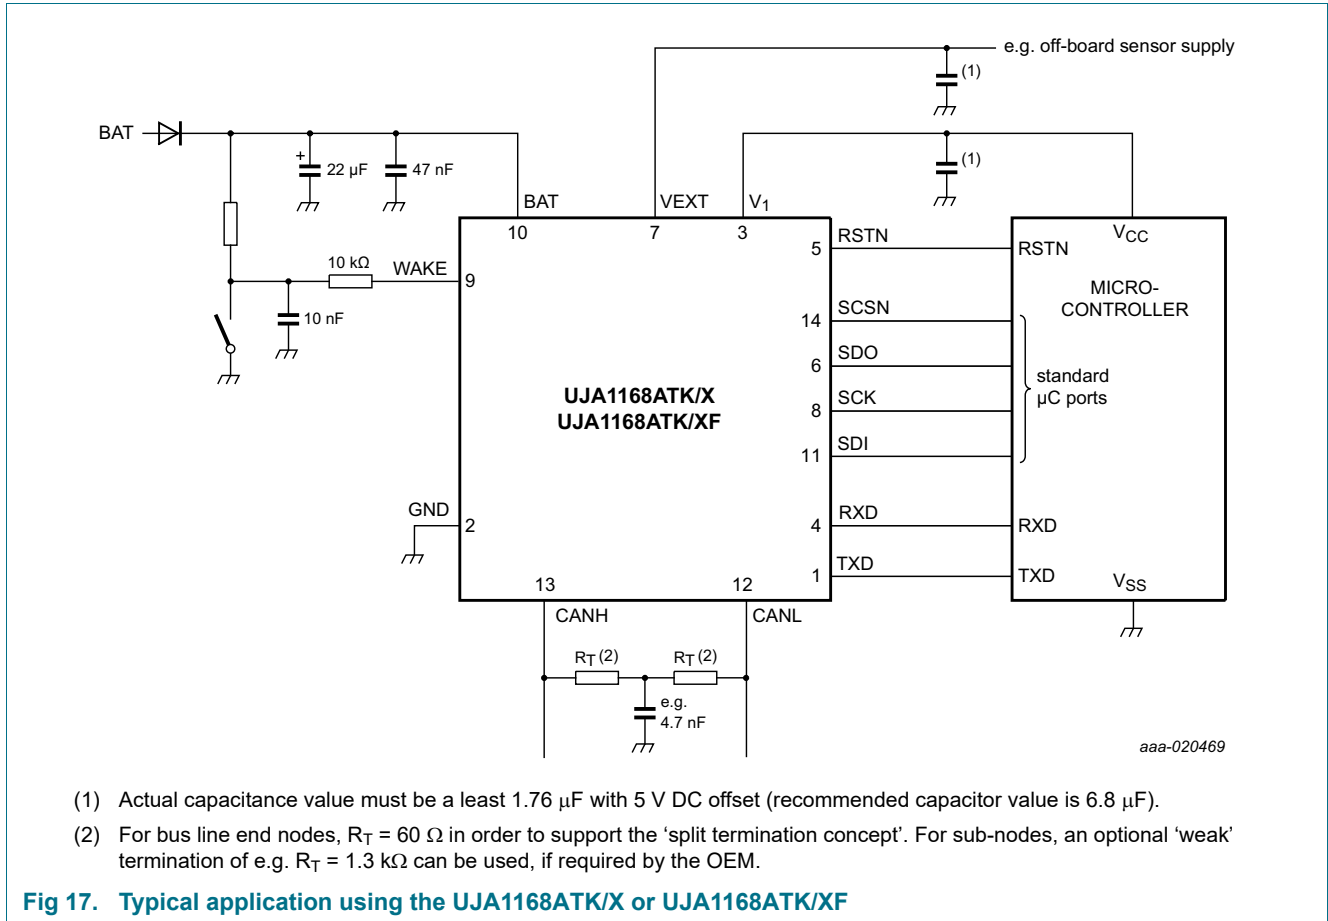 e.g. off-board sensor supply
(1)
BAT
+
22 µF
47 nF
(1)
BAT
VEXT
V1
10
7
3
VCC
5
RSTN
RSTN
10 kΩ
WAKE
9
MICRO-
CONTROLLER
10 nF
14
SCSN
6
SDO
standard
µC ports
8
SCK
UJA1168ATK/X
UJA1168ATK/XF
11
SDI
GND
2
4
RXD
RXD
1
TXD
TXD
13
12
VSS
CANH
CANL
RT (2)
RT (2)
e.g.
4.7 nF
aaa-020469
(1) Actual capacitance value must be a least 1.76 μF with 5 V DC offset (recommended capacitor value is 6.8 μF).
(2) For bus line end nodes, RT = 60 Ω in order to support the ‘split termination concept’. For sub-nodes, an optional ‘weak’
termination of e.g. RT = 1.3 kΩ can be used, if required by the OEM.
Fig 17. Typical application using the UJA1168ATK/X or UJA1168ATK/XF